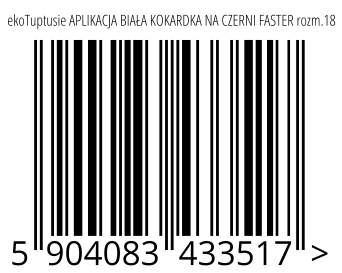 ekoTuptusie APLIKACJA BIAŁA KOKARDKA NA CZERNI FASTER rozm.18
5 904083 433517 >